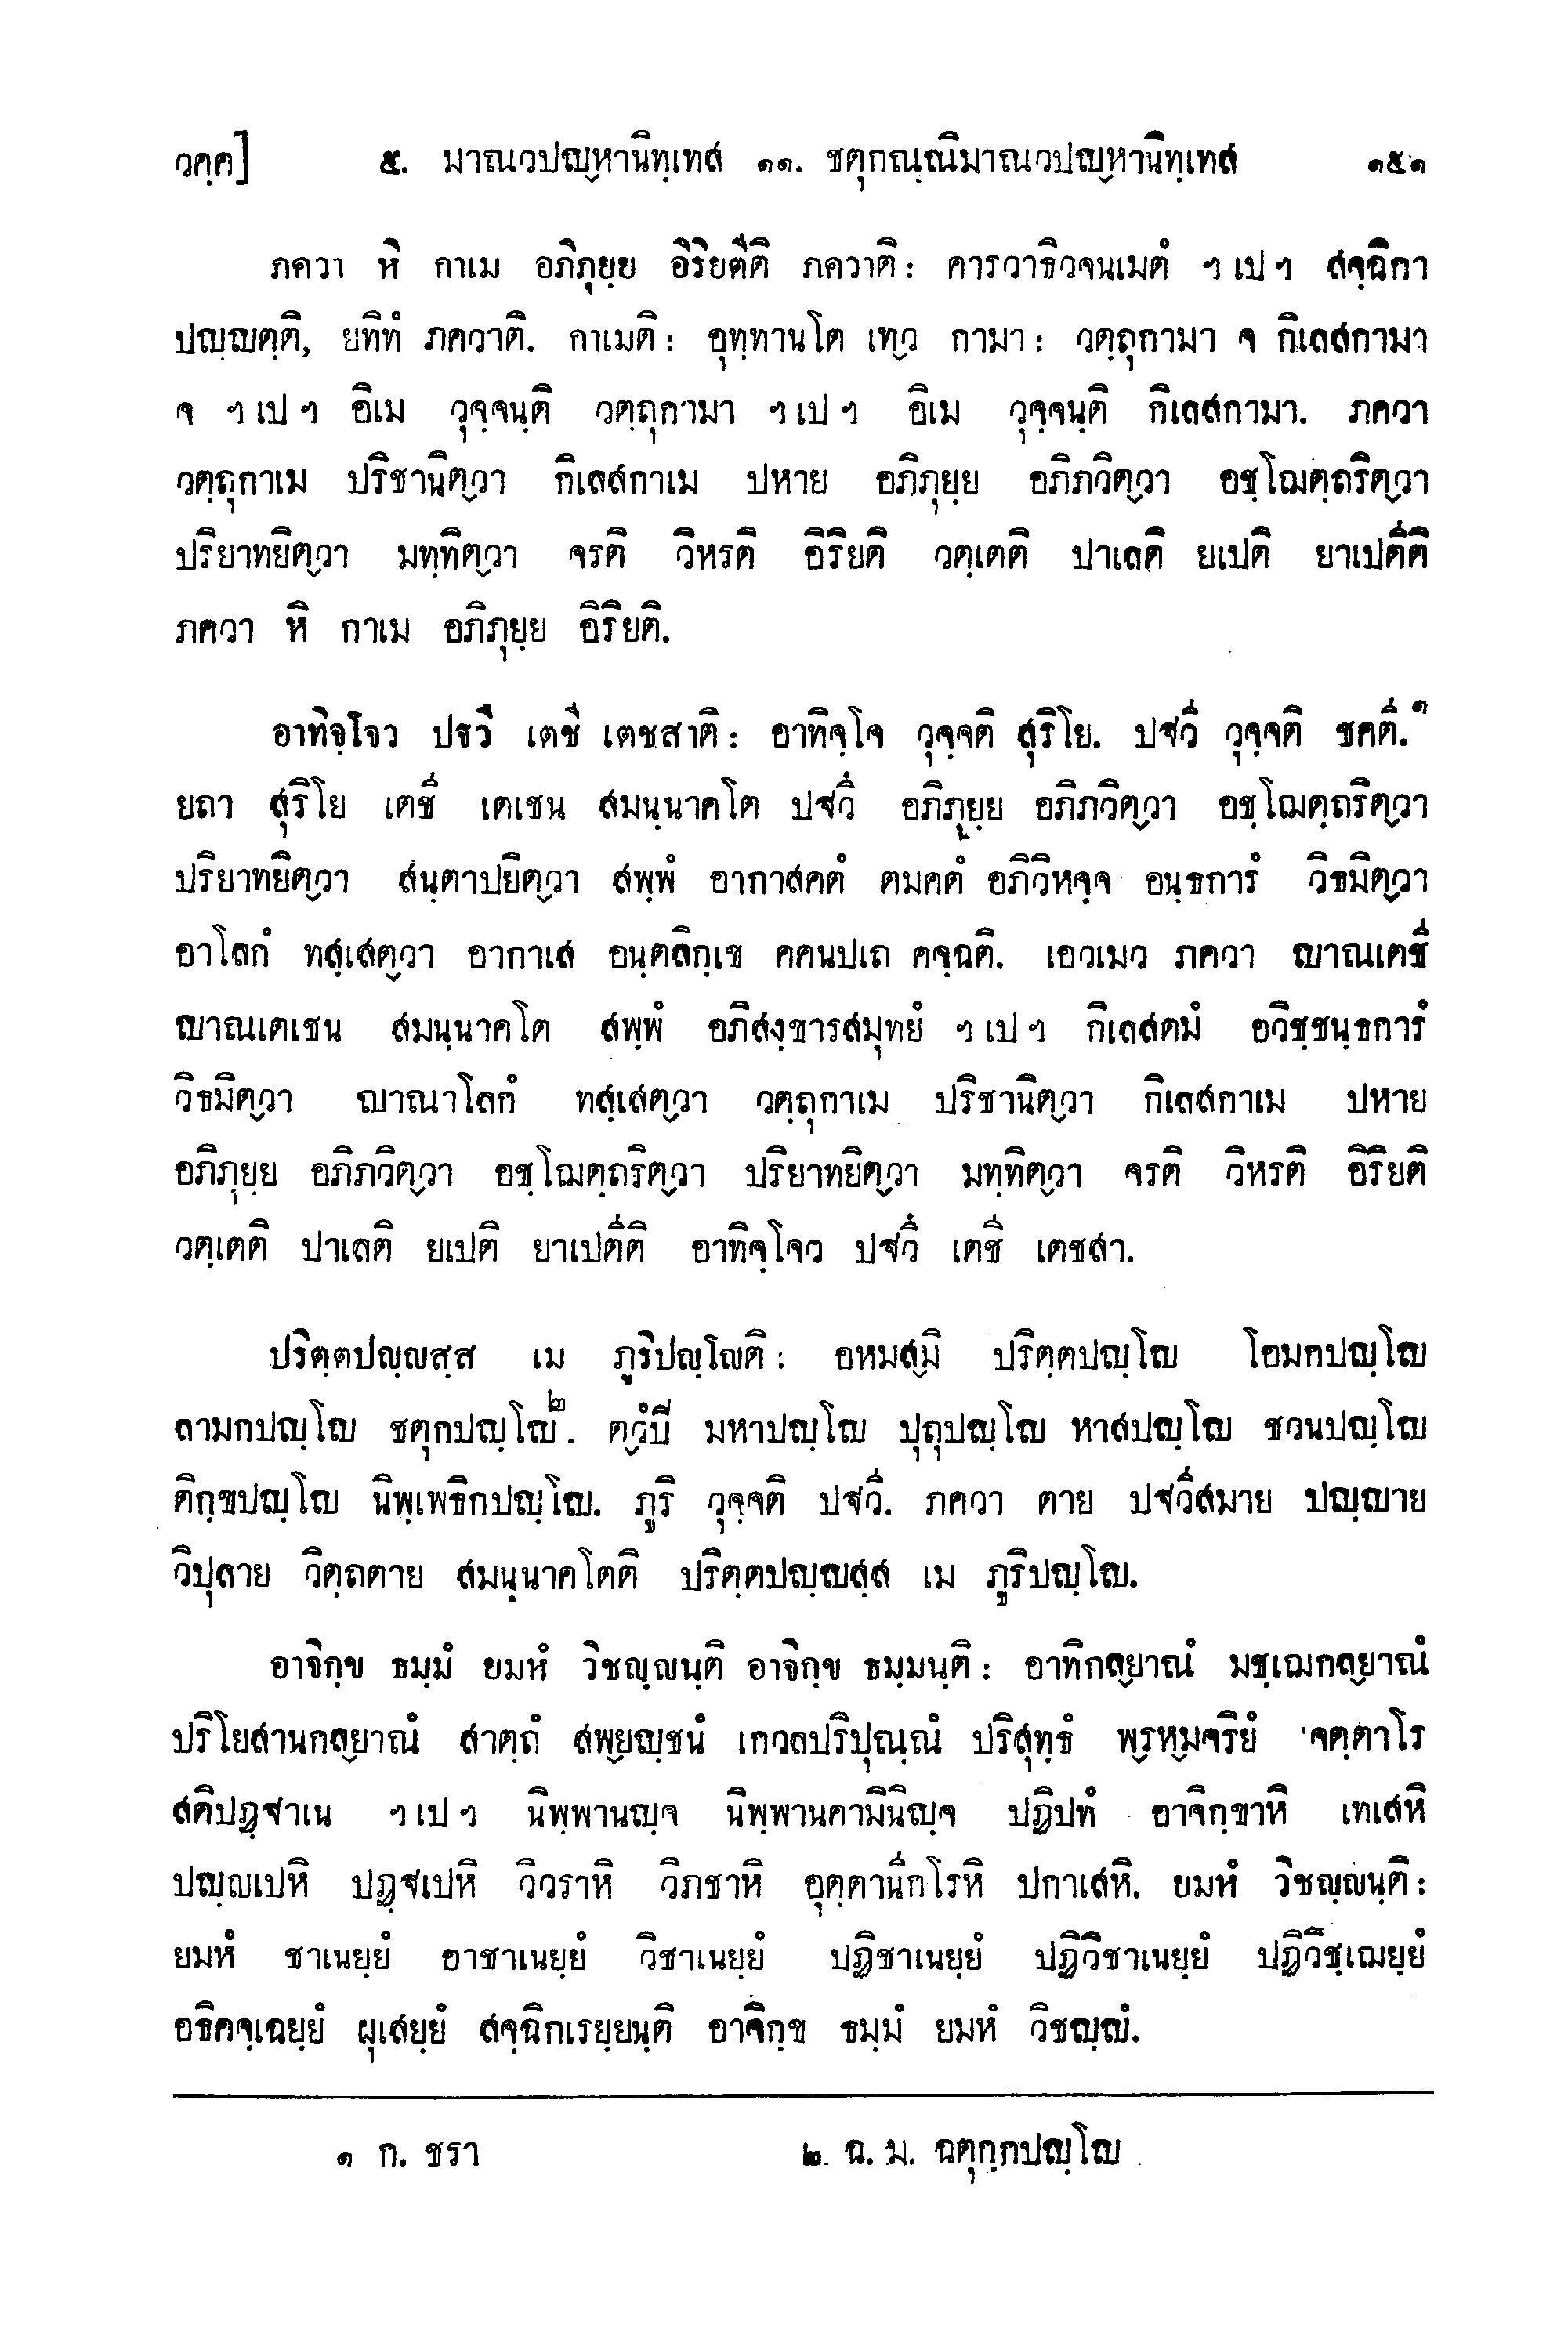 วคฺค]	๕. มาณวปญฺหานิทฺเทส ๑๑. ชตุกณฺณิมาณวปญฺหานิทฺเทส	๑๕๑
ภควา หิ กาเม อภิภุยฺย อิริยตีติ ภควาติ : คารวาธิวจนเมตํ ฯ เป ฯ สจฺฉิกา
ปญฺญตฺติ, ยทิทํ ภควาติ. กาเมติ : อุทฺทานโต เทฺว กามา : วตฺถุกามา จ กิเลสกามา
จ ฯ เป ฯ อิเม วุจฺจนฺติ วตฺถุกามา ฯ เป ฯ อิเม วุจฺจนฺติ กิเลสกามา. ภควา
วตฺถุกาเม ปริชานิตฺวา กิเลสกาเม ปหาย อภิภุยฺย อภิภวิตฺวา อชฺโฌตฺถริตฺวา
ปริยาทยิตฺวา มทฺทิตฺวา จรติ วิหรติ อิริยติ วตฺเตติ ปาเลติ ยเปติ ยาเปตีติ
ภควา หิ กาเม อภิภุยฺย อิริยติ.
อาทิจฺโจว ปฐวึ เตชี เตชสาติ : อาทิจฺโจ วุจฺจติ สุริโย. ปฐวี วุจฺจติ ชคตี.๑
ยถา สุริโย เตชี เตเชน สมนฺนาคโต ปฐวึ อภิภุยฺย อภิภวิตฺวา อชฺโฌตฺถริตฺวา
ปริยาทยิตฺวา สนฺตาปยิตฺวา สพฺพํ อากาสคตํ ตมคตํ อภิวิหจฺจ อนฺธการํ วิธมิตฺวา
อาโลกํ ทสฺเสตฺวา อากาเส อนฺตลิกฺเข คคนปเถ คจฺฉติ. เอวเมว ภควา ญาณเตชี
ญาณเตเชน สมนฺนาคโต สพฺพํ อภิสงฺขารสมุทยํ ฯ เป ฯ กิเลสตมํ อวิชฺชนฺธการํ
วิธมิตฺวา ญาณาโลกํ ทสฺเสตฺวา วตฺถุกาเม ปริชานิตฺวา กิเลสกาเม ปหาย
อภิภุยฺย อภิภวิตฺวา อชฺโฌตฺถริตฺวา ปริยาทยิตฺวา มทฺทิตฺวา จรติ วิหรติ อิริยติ
วตฺเตติ ปาเลติ ยเปติ ยาเปตีติ อาทิจฺโจว ปฐวึ เตชี เตชสา.
ปริตฺตปญฺญสฺส เม ภูริปญฺโญติ : อหมสฺมิ ปริตฺตปญฺโญ โอมกปญฺโญ
ลามกปญฺโญ ชตุกปญฺโญ๒. ตฺวํปิ มหาปญฺโญ ปุถุปญฺโญ หาสปญฺโญ ชวนปญฺโญ
ติกฺขปญฺโญ นิพฺเพธิกปญฺโญ. ภูริ วุจฺจติ ปฐวี. ภควา ตาย ปฐวีสมาย ปญฺญาย
วิปุลาย วิตฺถตาย สมนฺนาคโตติ ปริตฺตปญฺญสฺส เม ภูริปญฺโญ.
อาจิกฺข ธมฺมํ ยมหํ วิชญฺญนฺติ อาจิกฺข ธมฺมนฺติ : อาทิกลฺยาณํ มชฺเฌกลฺยาณํ
ปริโยสานกลฺยาณํ สาตฺถํ สพฺยญฺชนํ เกวลปริปุณฺณํ ปริสุทฺธํ พฺรหฺมจริยํ จตฺตาโร
สติปฏฺฐาเน ฯ เป ฯ นิพฺพานญฺจ นิพฺพานคามินิญฺจ ปฏิปทํ อาจิกฺขาหิ เทเสหิ
ปญฺญเปหิ ปฏฺฐเปหิ วิวราหิ วิภชาหิ อุตฺตานีกโรหิ ปกาเสหิ. ยมหํ วิชญฺญนฺติ :
ยมหํ ชาเนยฺยํ อาชาเนยฺยํ วิชาเนยฺยํ ปฏิชาเนยฺยํ ปฏิวิชาเนยฺยํ ปฏิวิชฺเฌยฺยํ
อธิคจฺเฉยฺยํ ผุเสยฺยํ สจฺฉิกเรยฺยนฺติ อาจิกฺข ธมฺมํ ยมหํ วิชญฺญํ.
๑ ก. ชรา	๒. ฉ. ม. ฉตุกฺกปญฺโญ